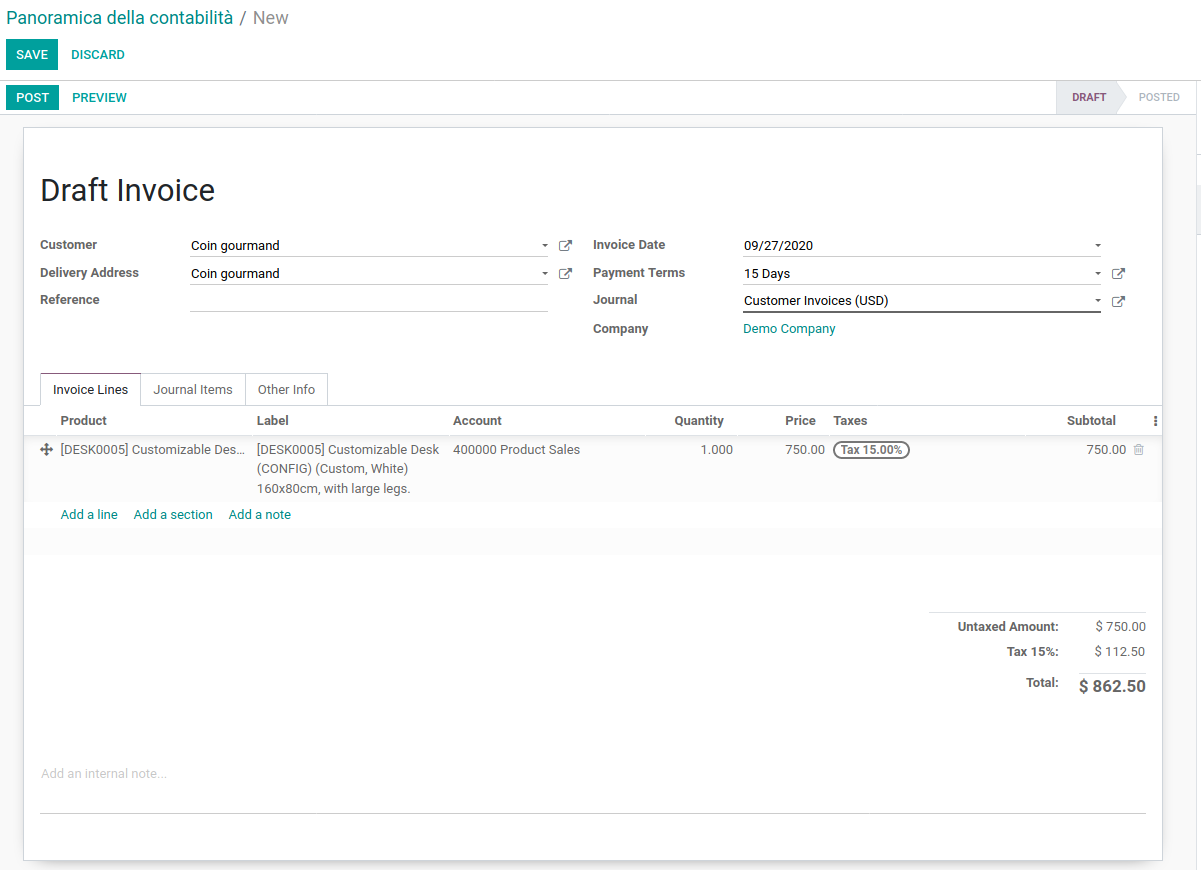 Panoramica della contabilità / New
SAVE DISCARD
POST PREVIEW DRAFT POSTED
Draft Invoice
Customer Coin gourmand Invoice Date 09/27/2020
Delivery Address Coin gourmand Payment Terms 15 Days
Reference Journal Customer Invoices (USD)
Company Demo Company
Invoice Lines Journal Items Other Info
Product Label Account Quantity Price Taxes Subtotal
[DESK0005] Customizable Des... [DESK0005] Customizable Desk 400000 Product Sales 1.000 750.00 Tax 15.00% 750.00
(CONFIG) (Custom, White)
160x80cm, with large legs.
Add a line Add a section Add a note
Untaxed Amount: $ 750.00
Tax 15%: $ 112.50
Total: $ 862.50
Add an internal note...